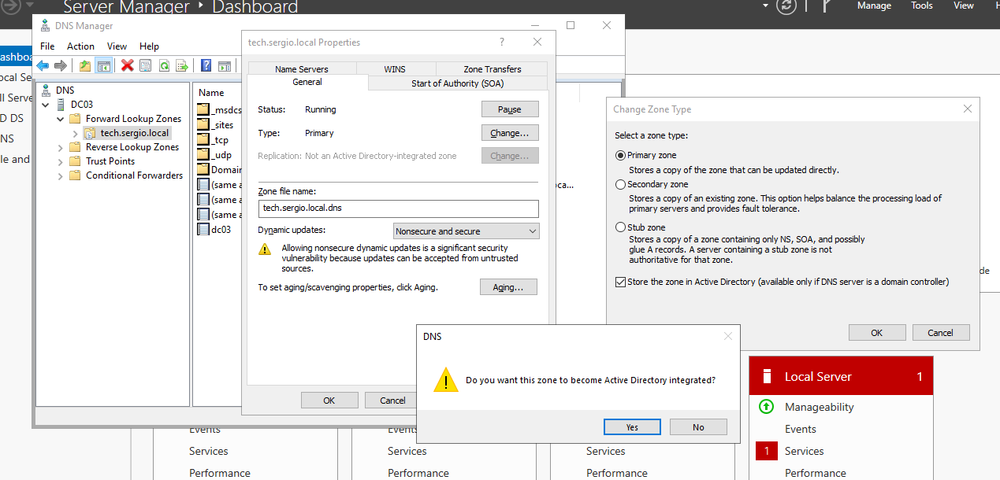 Server Manager ‣ Dashboard
Manage Tools View H
DNS Manager
File Action View Help
DNS
DC03
Forward Lookup Zones
tech.sergio.local
Reverse Lookup Zones
Trust Points
Conditional Forwarders
Name
_msdcs
_sites
_tcp
_udp
Domain
(same a
(same a
(same a
dc03
tech.sergio.local Properties
?
Name Servers WINS Zone Transfers
General Start of Authority (SOA)
Status: Running Pause
Type: Primary Change...
Replication: Not an Active Directory-integrated zone Change...
Zone file name:
tech.sergio.local.dns
Dynamic updates: Nonsecure and secure
Allowing nonsecure dynamic updates is a significant security
vulnerability because updates can be accepted from untrusted
sources.
To set aging/scavenging properties, click Aging. Aging...
OK Cancel
oca...
Change Zone Type
Select a zone type:
Primary zone
Stores a copy of the zone that can be updated directly.
Secondary zone
Stores a copy of an existing zone. This option helps balance the processing load of
primary servers and provides fault tolerance.
Stub zone
Stores a copy of a zone containing only NS, SOA, and possibly
glue A records. A server containing a stub zone is not
authoritative for that zone.
Store the zone in Active Directory (available only if DNS server is a domain controller)
OK Cancel
de
DNS
Do you want this zone to become Active Directory integrated?
Yes No
ashboa
ocal Se
ll Serve
D DS
NS
le and
Local Server 1
Manageability
Events
1 Services
Performance
Events
Services
Performance
Events
Services
Performance
Services
Performance